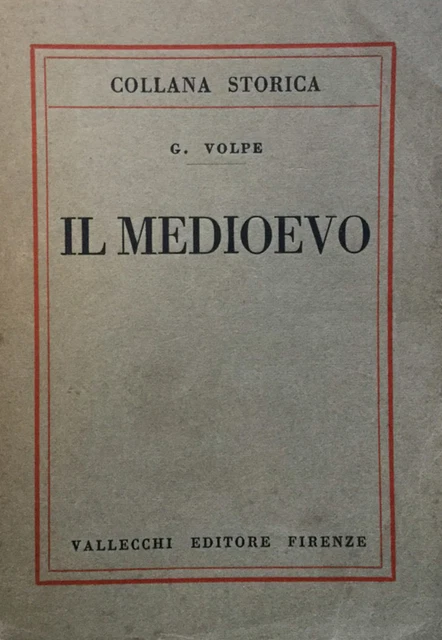 COLLANA STORICA
G. VOLPE
IL MEDIOEVO
VALLECCHI EDITORE FIRENZE